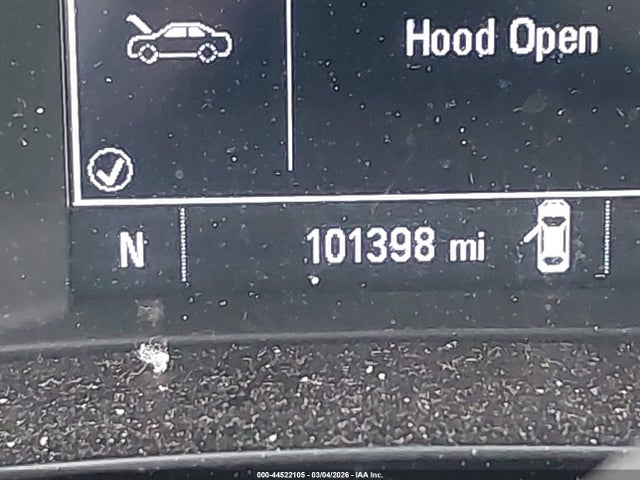 Hood Open
N
101398 mi
000-44522105 - 03/04/2026 - IAA Inc.